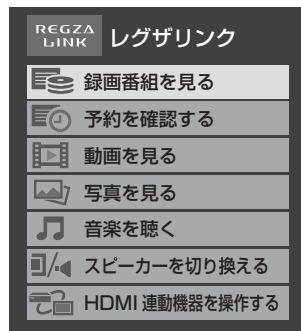 REGZA
LINK レグザリンク
録画番組を見る
予約を確認する
動画を見る
写真を見る
音楽を聴く
スピーカーを切り換える
HDMI 連動機器を操作する